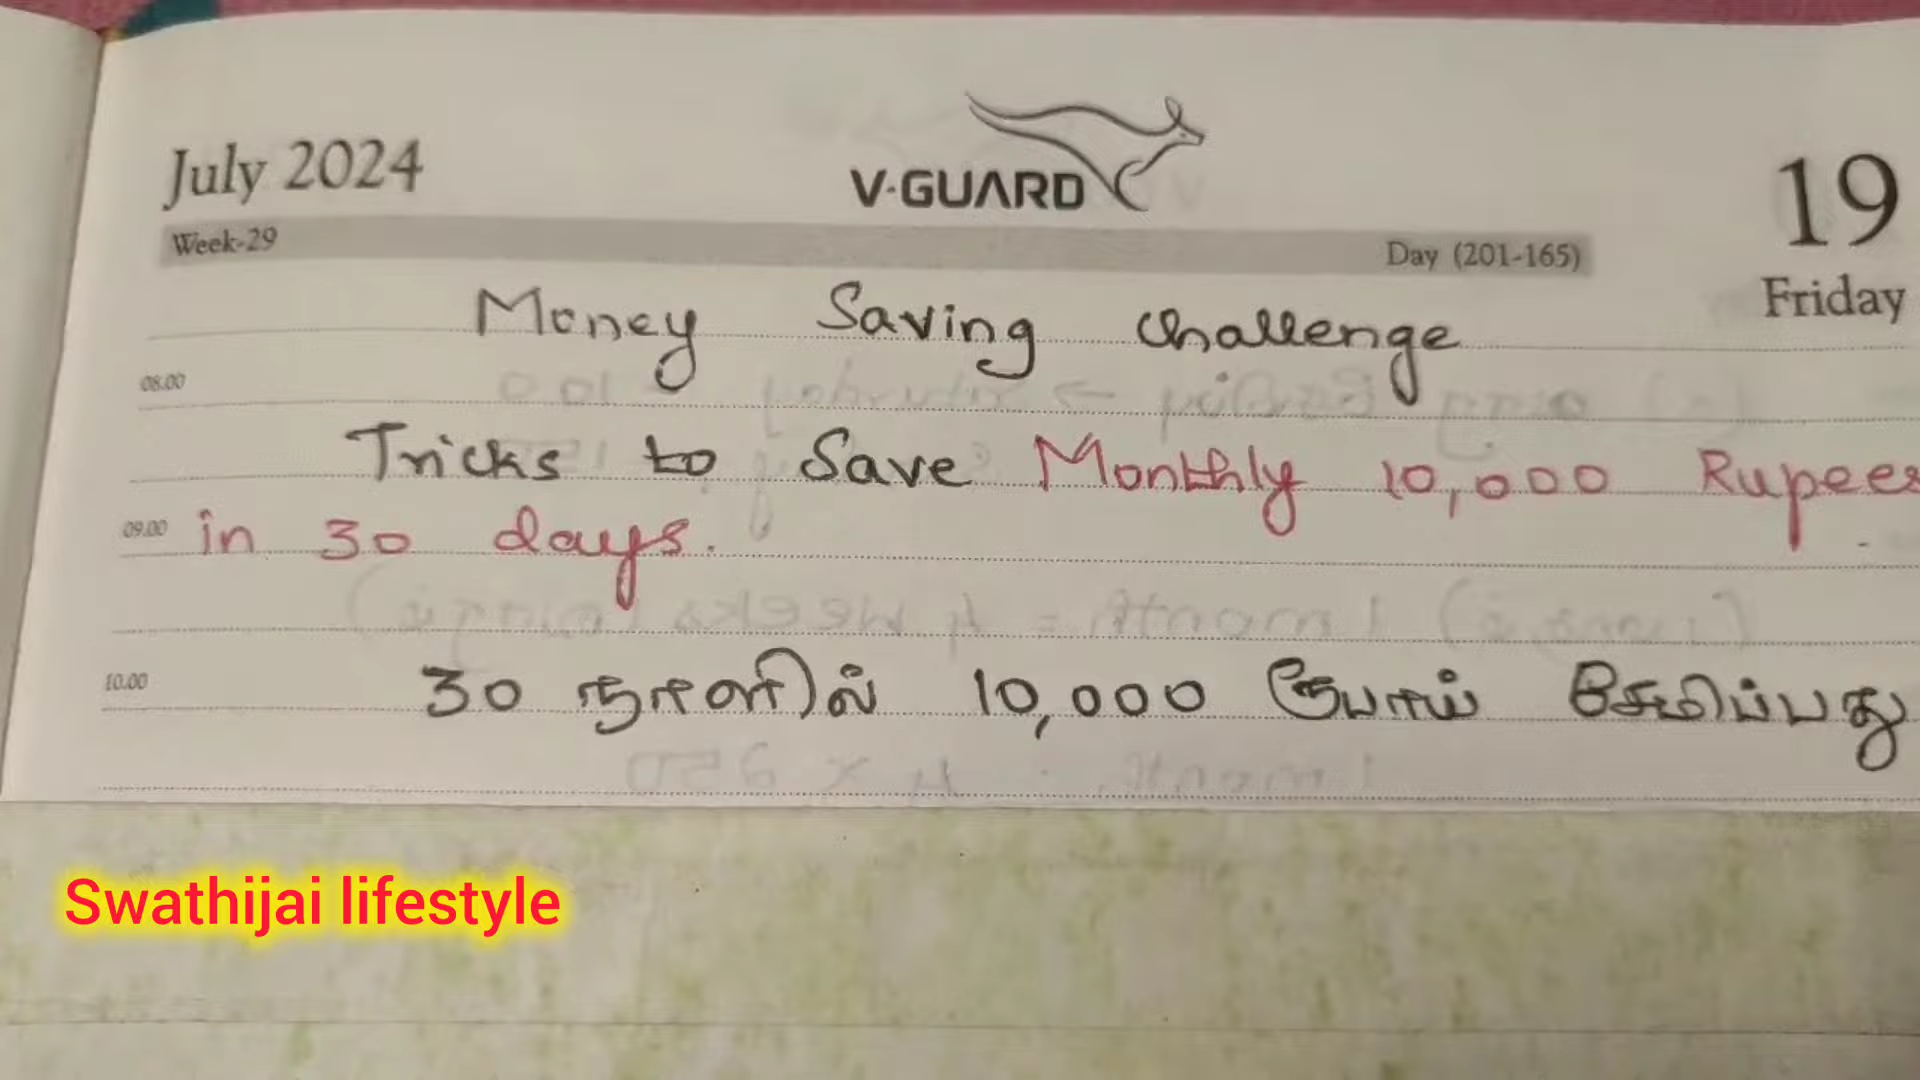 July 2024
V-GUARD
19
Week-29
Day (201-165)
Friday
Money Saving challenge
08.00
Tricks to Save Monthly 10,000 Rupees
09.00 in 30 days.
10.00 30 நாளில் 10,000 ரூபாய் சேமிப்பது
Swathijai lifestyle